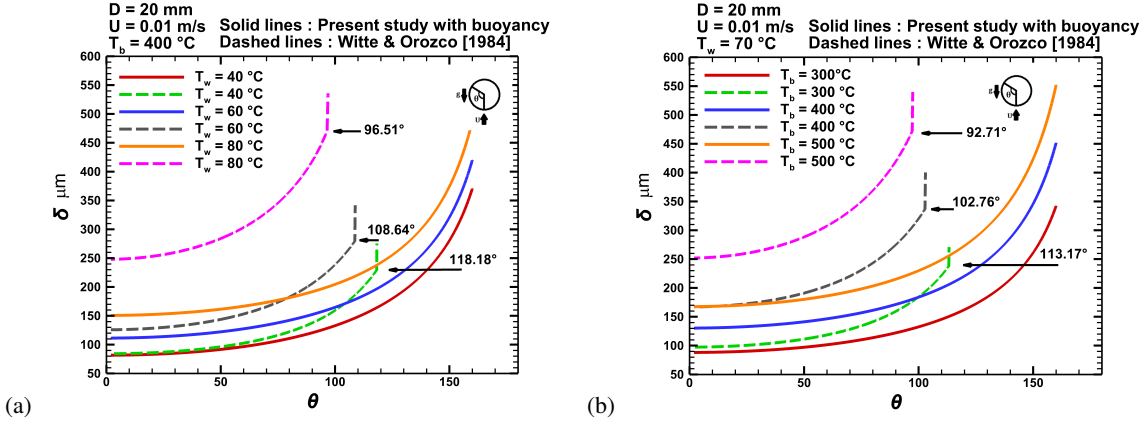 D = 20 mm
U = 0.01 m/s
T_b = 400 °C
Solid lines : Present study with buoyancy
Dashed lines : Witte & Orozco [1984]
600
550
500
450
400
350
300
250
200
150
100
50
δ μm
T_w = 40 °C
T_w = 40 °C
T_w = 60 °C
T_w = 60 °C
T_w = 80 °C
T_w = 80 °C
g
θ
U
96.51°
108.64°
118.18°
0
50
100
150
θ
(a)
D = 20 mm
U = 0.01 m/s
T_w = 70 °C
Solid lines : Present study with buoyancy
Dashed lines : Witte & Orozco [1984]
600
550
500
450
400
350
300
250
200
150
100
50
δ μm
T_b = 300°C
T_b = 300 °C
T_b = 400 °C
T_b = 400 °C
T_b = 500 °C
T_b = 500 °C
g
θ
U
92.71°
102.76°
113.17°
0
50
100
150
θ
(b)